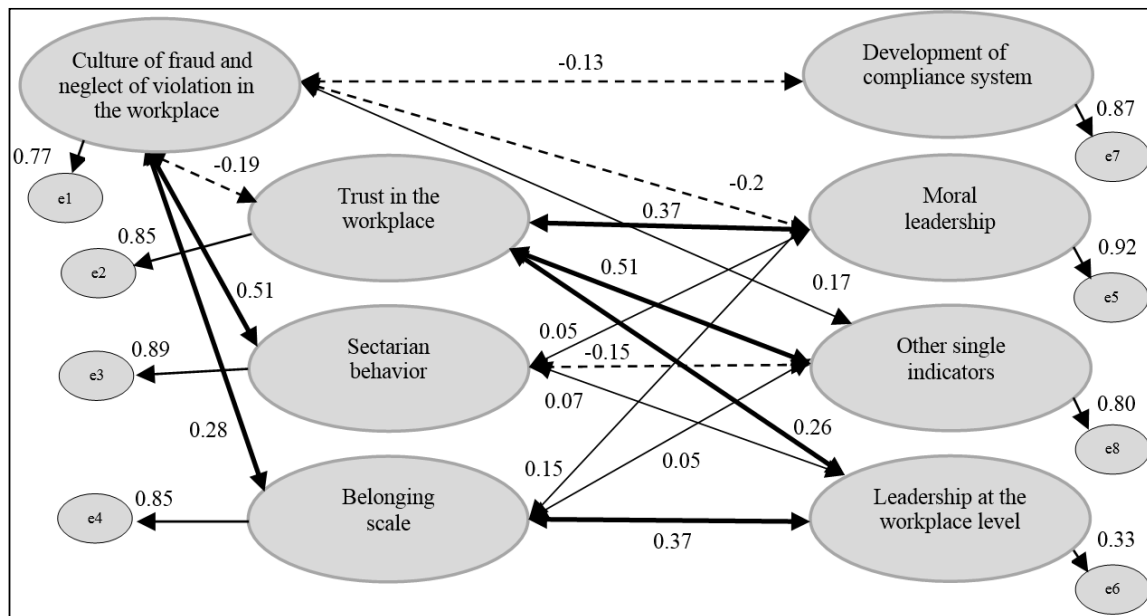 Culture of fraud and
neglect of violation in
the workplace
Development of
compliance system
-0.13
0.87
0.77
e7
-0.19
-0.2
e1
Trust in the
workplace
Moral
leadership
0.37
0.85
0.92
e2
0.51
0.51
0.17
e5
0.89
0.05
Sectarian
behavior
-0.15
Other single
indicators
e3
0.07
0.80
0.28
0.26
e8
0.15
0.05
0.85
Belonging
scale
Leadership at the
workplace level
e4
0.37
0.33
e6